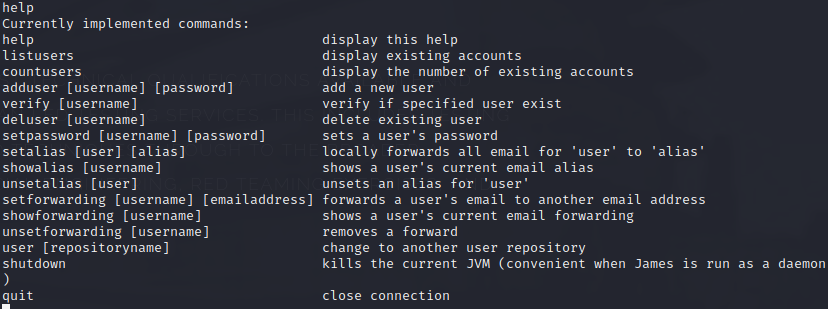 help
Currently implemented commands:
help display this help
listusers display existing accounts
countusers display the number of existing accounts
adduser [username] [password] add a new user
verify [username] verify if specified user exist
deluser [username] delete existing user
setpassword [username] [password] sets a user's password
setalias [user] [alias] locally forwards all email for 'user' to 'alias'
showalias [username] shows a user's current email alias
unsetalias [user] unsets an alias for 'user'
setforwarding [username] [emailaddress] forwards a user's email to another email address
showforwarding [username] shows a user's current email forwarding
unsetforwarding [username] removes a forward
user [repositoryname] change to another user repository
shutdown kills the current JVM (convenient when James is run as a daemon
)
quit close connection